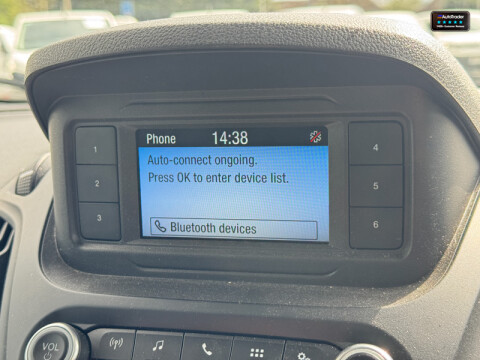 AutoTrader
Phone 14:38
Auto-connect ongoing.
Press OK to enter device list.
Bluetooth devices
1
2
3
4
5
6
VOL